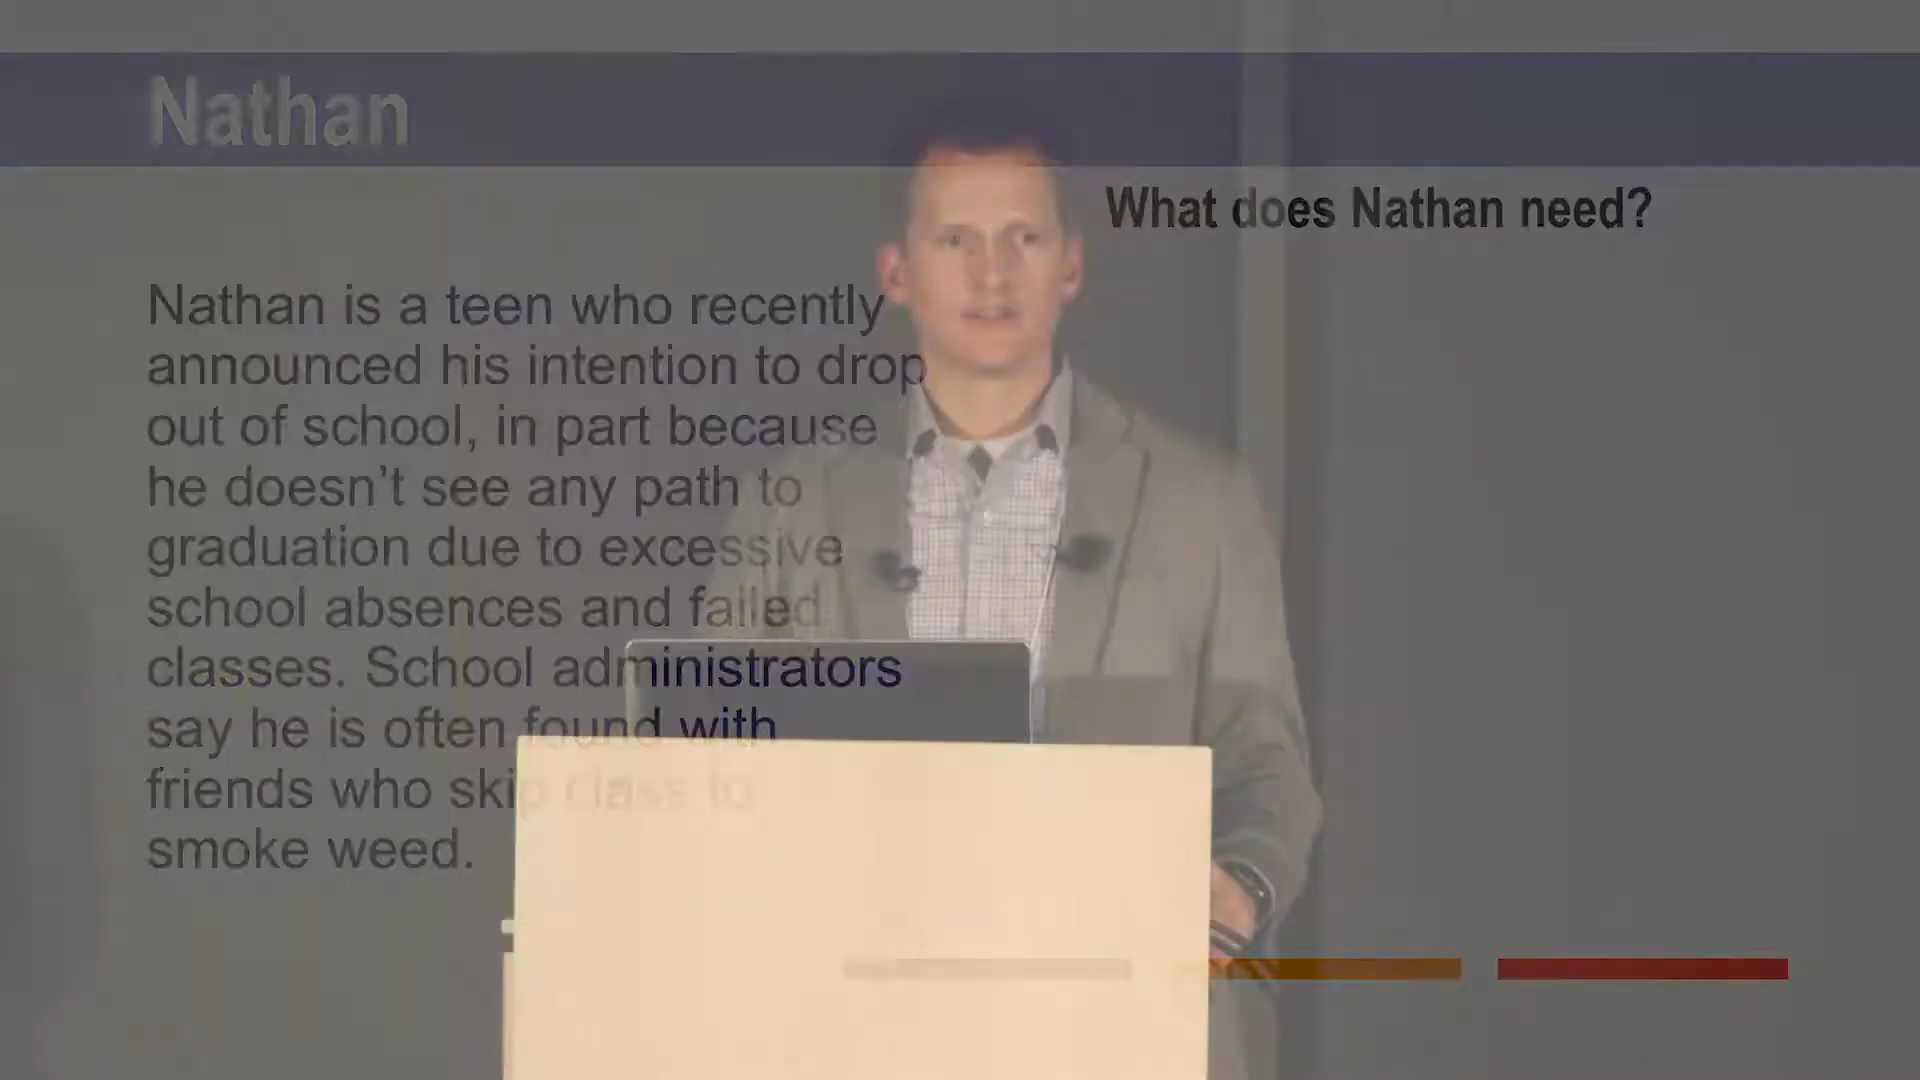 Nathan
What does Nathan need?
Nathan is a teen who recently
announced his intention to drop
out of school, in part because
he doesn't see any path to
graduation due to excessive
school absences and failed
classes. School administrators
say he is often found with
friends who skip class to
smoke weed.